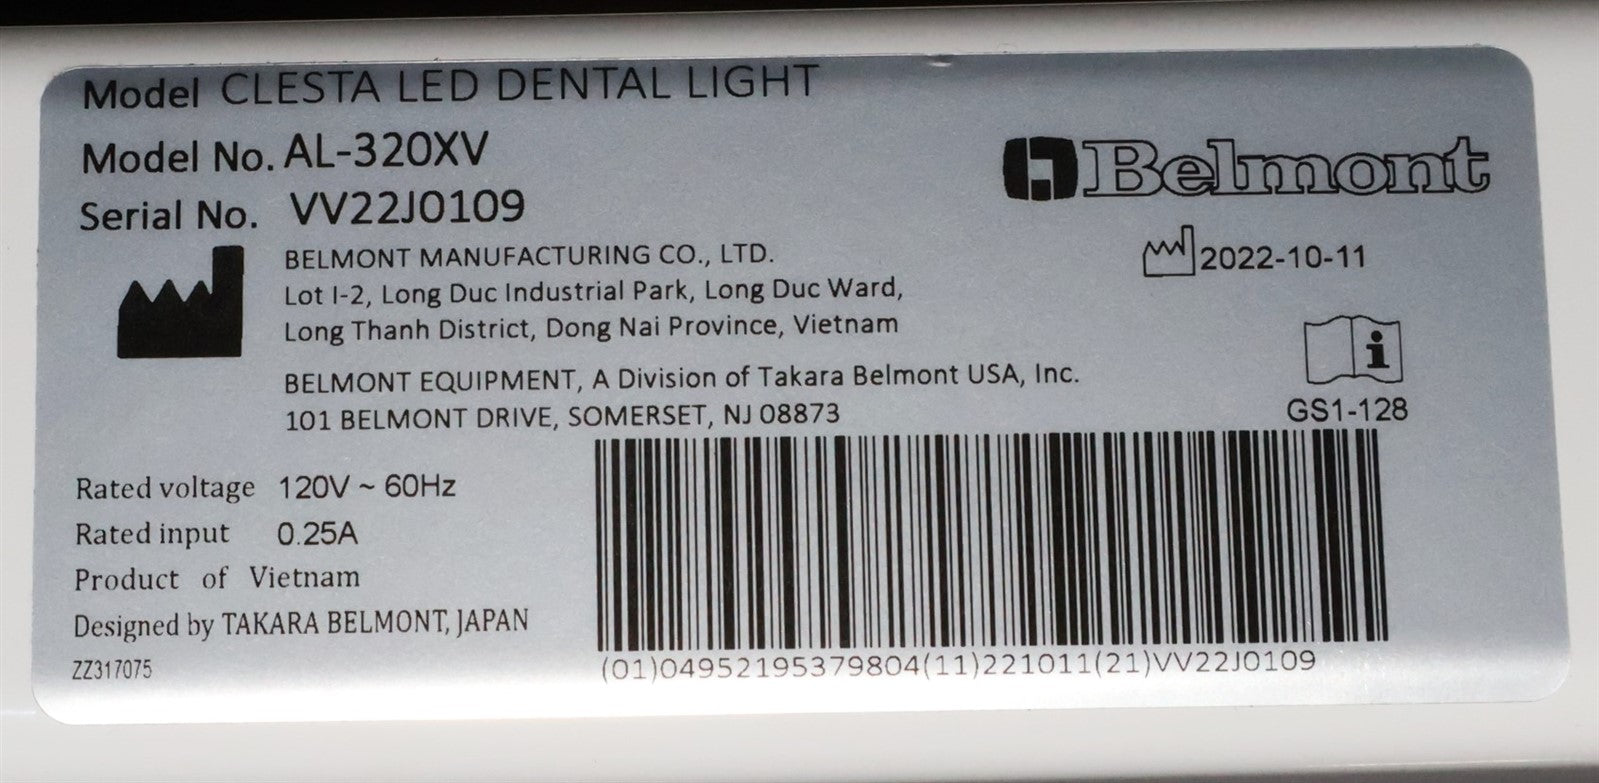 Model CLESTA LED DENTAL LIGHT
Model No. AL-320XV
Serial No. VV22J0109
Belmont
BELMONT MANUFACTURING CO., LTD.
Lot I-2, Long Duc Industrial Park, Long Duc Ward,
Long Thanh District, Dong Nai Province, Vietnam
2022-10-11
BELMONT EQUIPMENT, A Division of Takara Belmont USA, Inc.
101 BELMONT DRIVE, SOMERSET, NJ 08873
i
GS1-128
Rated voltage 120V ~ 60Hz
Rated input 0.25A
Product of Vietnam
Designed by TAKARA BELMONT, JAPAN
ZZ317075
(01)04952195379804(11)221011(21)VV22J0109